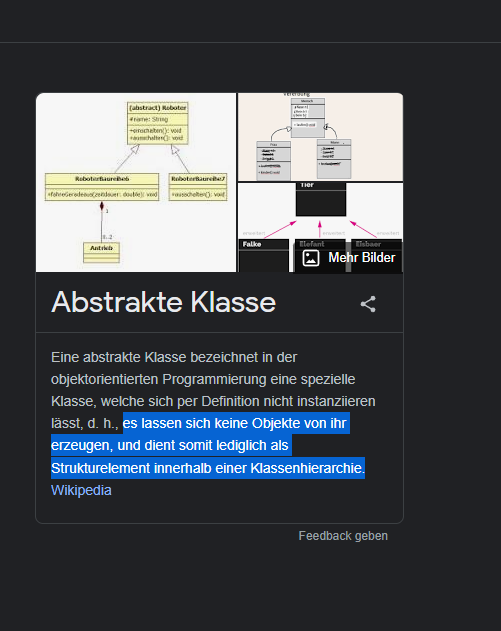 {abstract} Roboter
#name: String
+einschalten(): void
+ausschalten(): void
RoboterBaureihe6
+fahreGeradeaus(zeitdauer: double): void
RoboterBaureihe7
+ausschalten(): void
1
0..2
Antrieb
Vererbung
Mensch
Frau
Mann
Tier
erweitert
erweitert
erweitert
Falke
Elefant
Eisbaer
Mehr Bilder
Abstrakte Klasse
Eine abstrakte Klasse bezeichnet in der
objektorientierten Programmierung eine spezielle
Klasse, welche sich per Definition nicht instanziieren
lässt, d. h., es lassen sich keine Objekte von ihr
erzeugen, und dient somit lediglich als
Strukturelement innerhalb einer Klassenhierarchie.
Wikipedia
Feedback geben